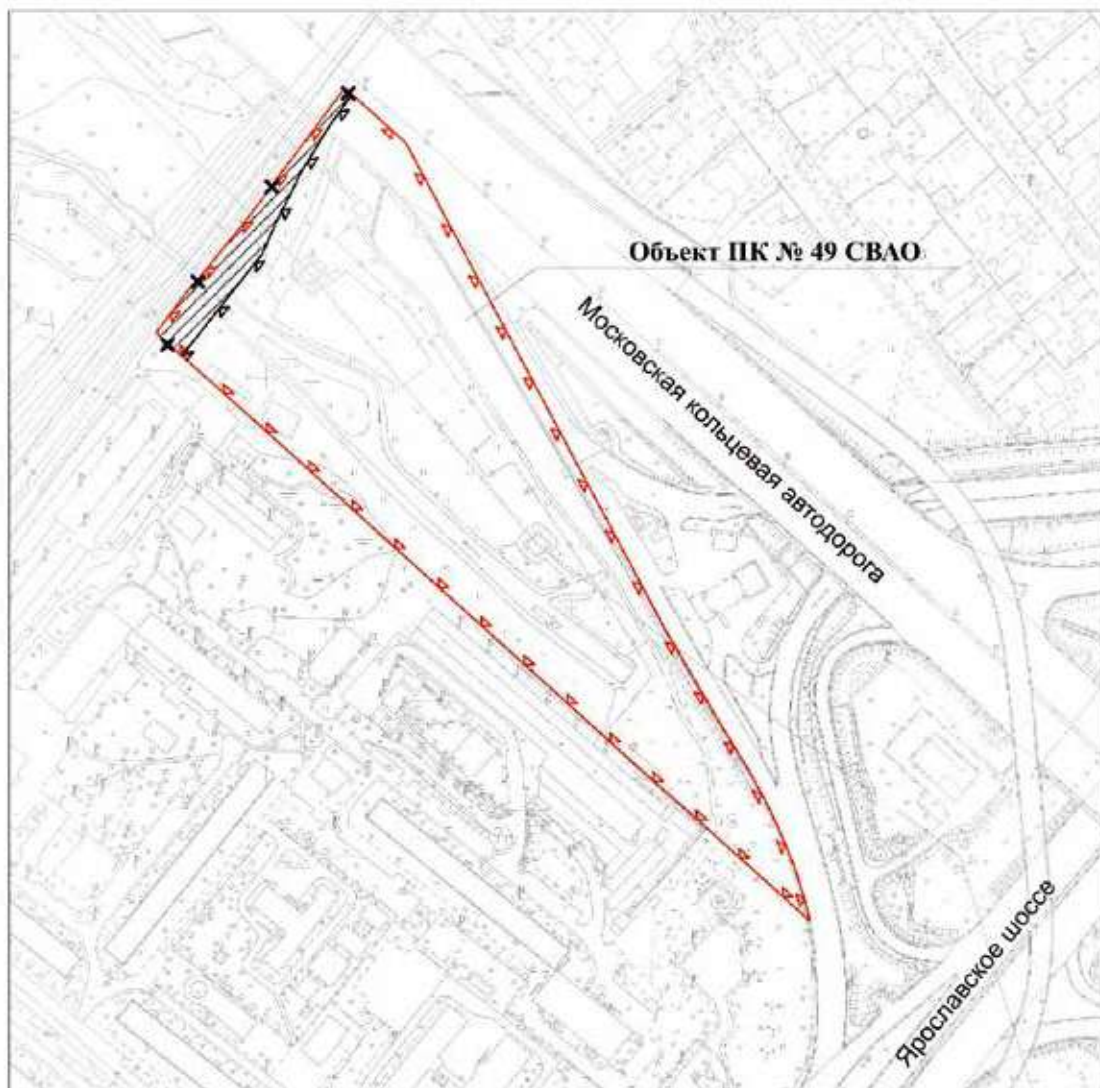 Объект ПК № 49 СВАО
Московская кольцевая автодорога
Ярославское шоссе